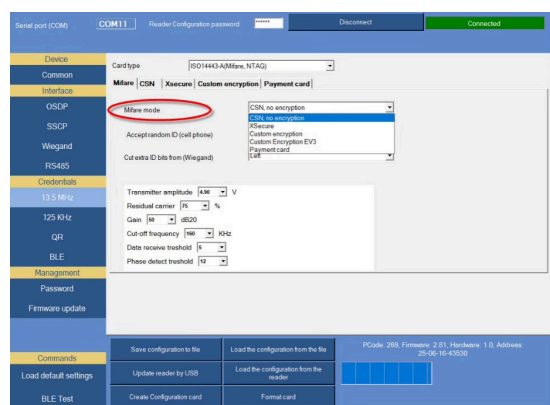 Serial port (COM) COM11 Reader Configuration password ****** Disconnect Connected
Device
Common
Interface
OSDP
SSCP
Wiegand
RS485
Credentials
13.5 MHz
125 KHz
QR
BLE
Management
Password
Firmware update
Commands
Load default settings
BLE Test
Card type ISO14443-A(Mifare, NTAG)
Mifare CSN Xsecure Custom encryption Payment card
Mifare mode CSN, no encryption
CSN, no encryption
XSecure
Custom encryption
Custom Encryption EV3
Payment card
Accept random ID (cell phone)
Cut extra ID bits from (Wiegand) Left
Transmitter amplitude 4.90 V
Residual carrier 75 %
Gain 50 dB20
Cut-off frequency 160 KHz
Data receive treshold 5
Phase detect treshold 12
Save configuration to file Load the configuration from the file
Update reader by USB Load the configuration from the reader
Create Configuration card Format card
PCode: 269, Firmware: 2.81, Hardware: 1.0, Address:
25-06-16-43530